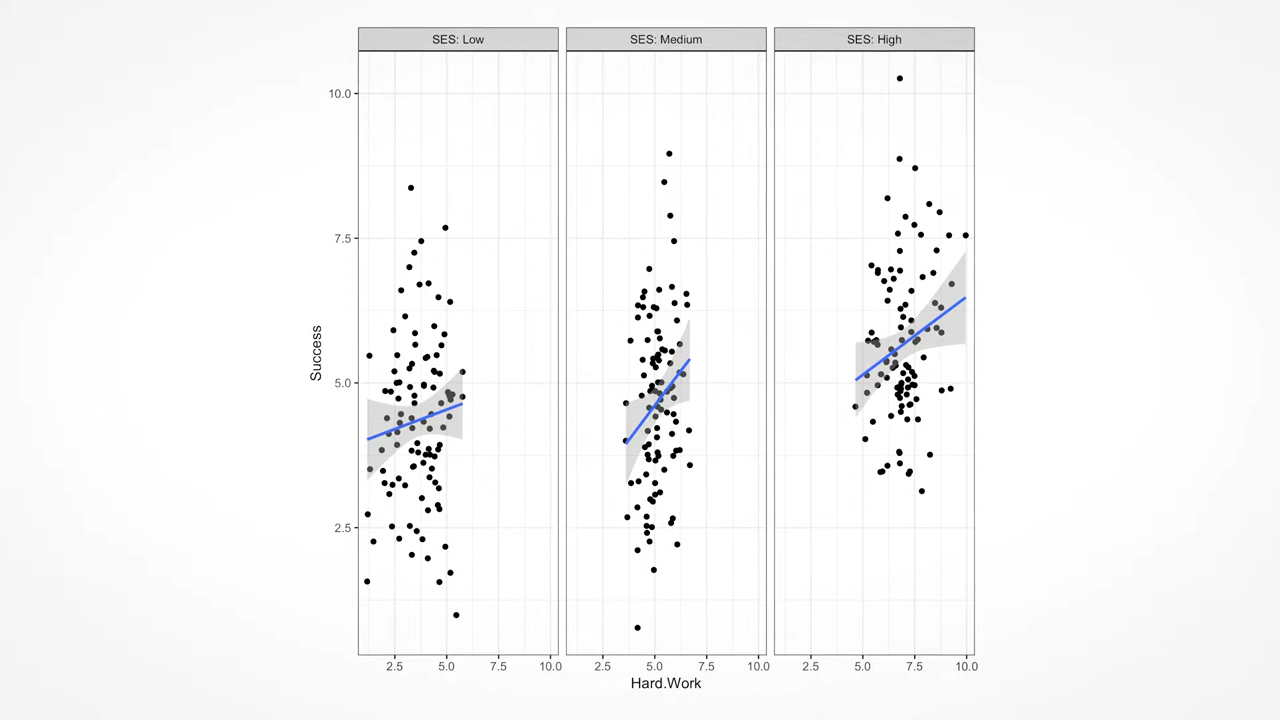 SES: Low
SES: Medium
SES: High
10.0
7.5
5.0
2.5
Success
2.5 5.0 7.5 10.0
2.5 5.0 7.5 10.0
2.5 5.0 7.5 10.0
Hard.Work